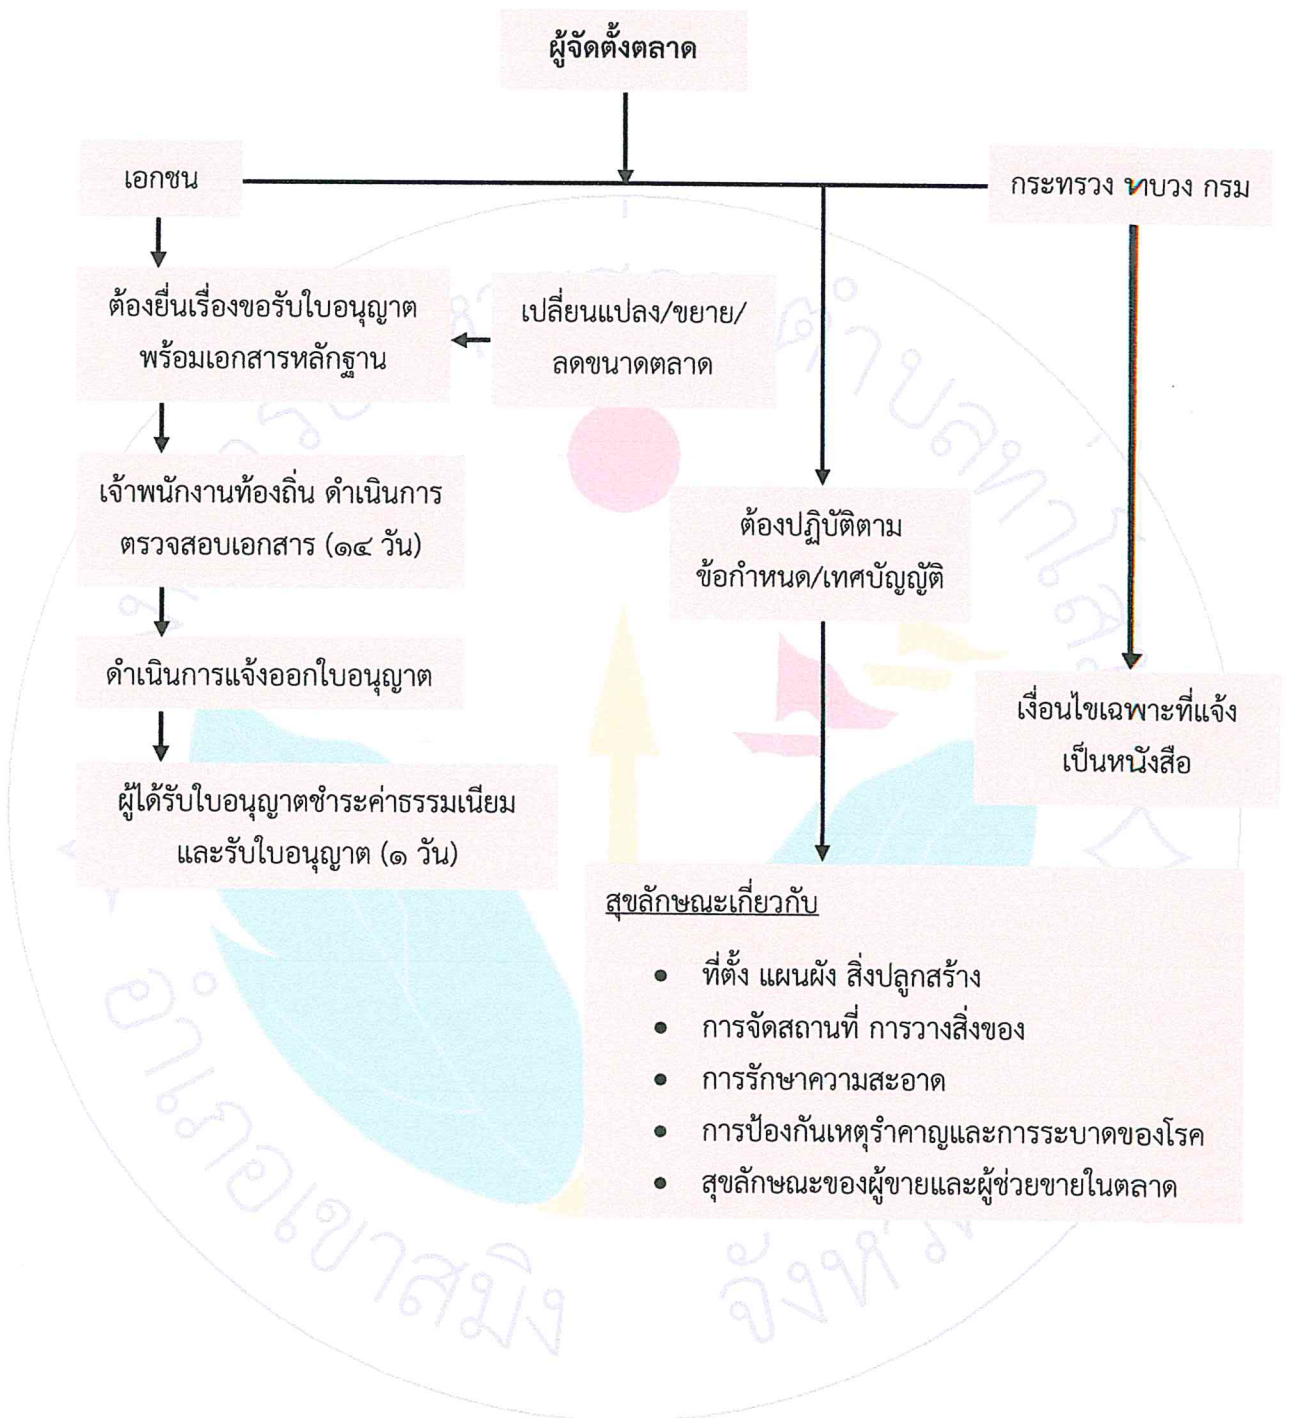 ผู้จัดตั้งตลาด
เอกชน
กระทรวง ทบวง กรม
ต้องยื่นเรื่องขอรับใบอนุญาต
พร้อมเอกสารหลักฐาน
เปลี่ยนแปลง/ขยาย/
ลดขนาดตลาด
เจ้าพนักงานท้องถิ่น ดำเนินการ
ตรวจสอบเอกสาร (๑๔ วัน)
ต้องปฏิบัติตาม
ข้อกำหนด/เทศบัญญัติ
ดำเนินการแจ้งออกใบอนุญาต
เงื่อนไขเฉพาะที่แจ้ง
เป็นหนังสือ
ผู้ได้รับใบอนุญาตชำระค่าธรรมเนียม
และรับใบอนุญาต (๑ วัน)
สุขลักษณะเกี่ยวกับ
• ที่ตั้ง แผนผัง สิ่งปลูกสร้าง
• การจัดสถานที่ การวางสิ่งของ
• การรักษาความสะอาด
• การป้องกันเหตุรำคาญและการระบาดของโรค
• สุขลักษณะของผู้ขายและผู้ช่วยขายในตลาด
อำเภอเขาสมิง